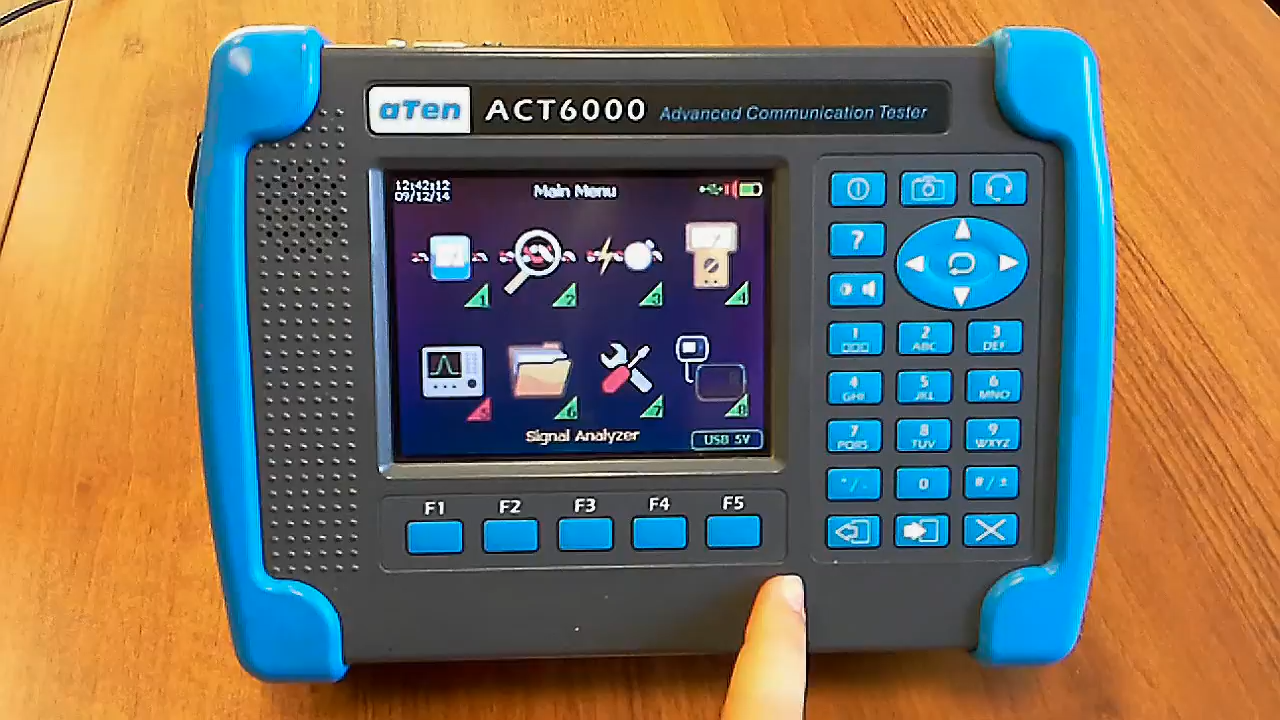 aTen ACT6000 Advanced Communication Tester
12:42:12
09/12/14
Main Menu
1
2
3
4
5
6
7
8
Signal Analyzer
USB 5V
F1 F2 F3 F4 F5
?
1
2 ABC
3 DEF
4 GHI
5 JKL
6 MNO
7 PQRS
8 TUV
9 WXYZ
*/.
0
#/±